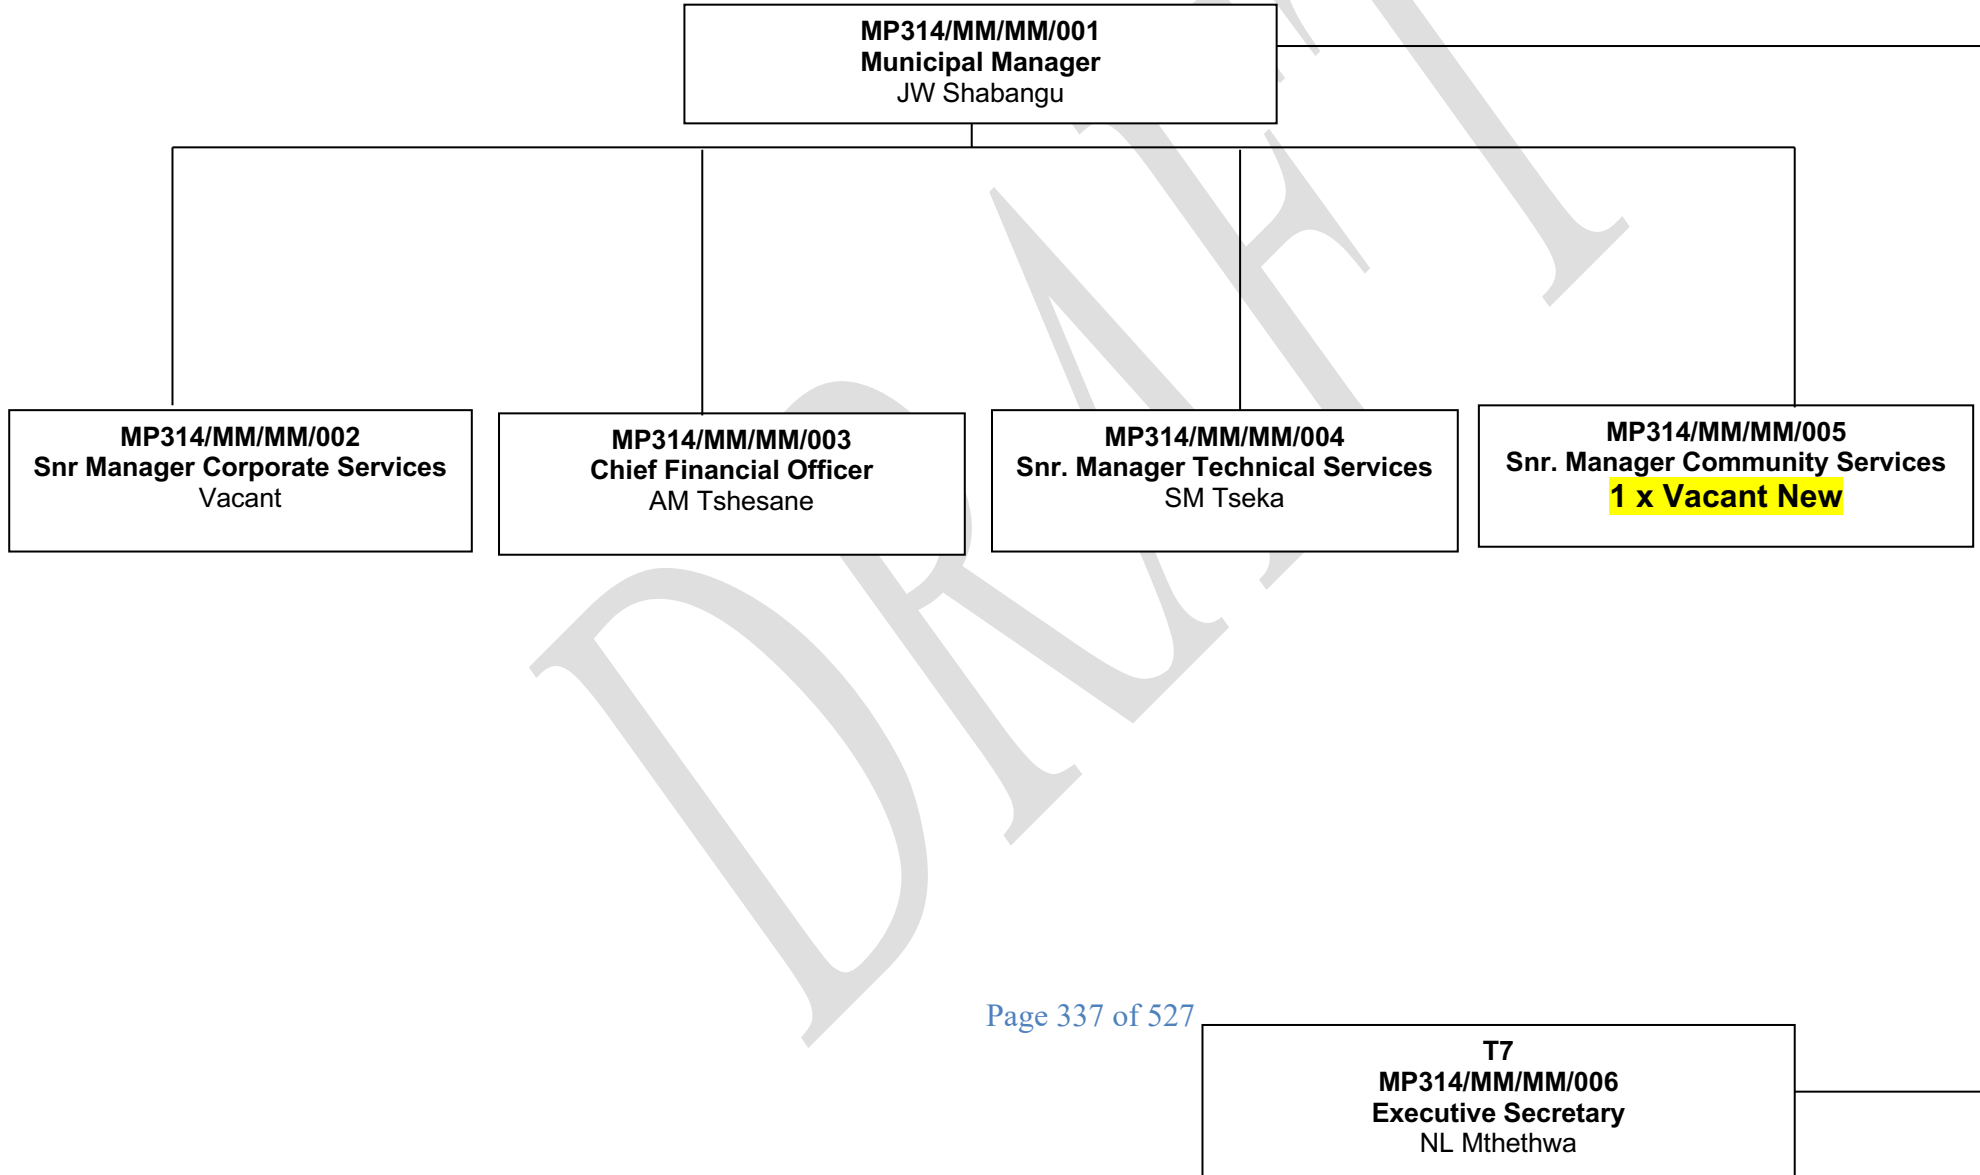 MP314/MM/MM/001
Municipal Manager
JW Shabangu
MP314/MM/MM/002
Snr Manager Corporate Services
Vacant
MP314/MM/MM/003
Chief Financial Officer
AM Tshesane
MP314/MM/MM/004
Snr. Manager Technical Services
SM Tseka
MP314/MM/MM/005
Snr. Manager Community Services
1 x Vacant New
DRAFT
Page 337 of 527
T7
MP314/MM/MM/006
Executive Secretary
NL Mthethwa